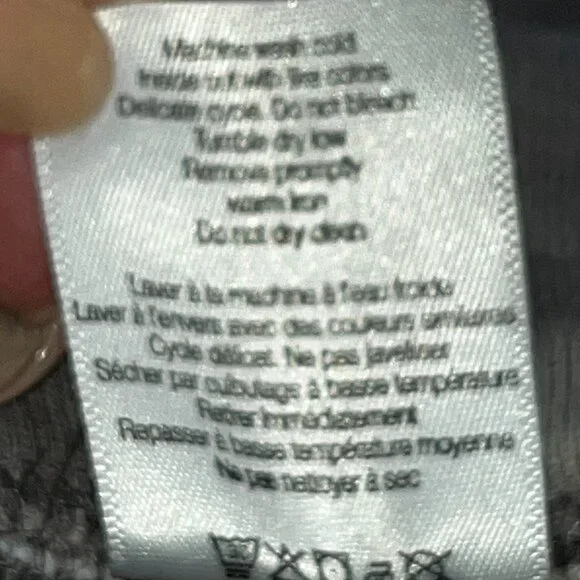 Machine wash cold
Inside out with like colors
Delicate cycle. Do not bleach
Tumble dry low
Remove promptly
warm iron
Do not dry clean
Laver à la machine à l'eau froide
Laver à l'envers avec des couleurs similaires
Cycle délicat. Ne pas javelliser
Sécher par culbutage à basse température
Retirer immédiatement
Repasser à basse température moyenne
Ne pas nettoyer à sec